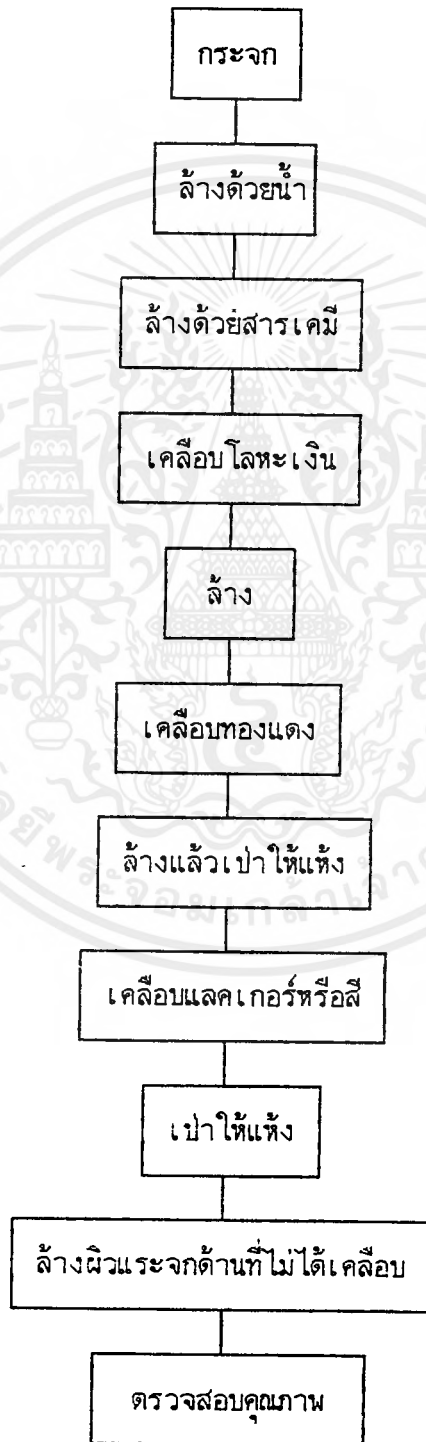 กระจก
ล้างด้วยน้ำ
ล้างด้วยสารเคมี
เคลือบโลหะเงิน
ล้าง
เคลือบทองแดง
ล้างแล้วเป่าให้แห้ง
เคลือบแลคเกอร์หรือสี
เป่าให้แห้ง
ล้างผิวแระจกด้านที่ไม่ได้เคลือบ
ตรวจสอบคุณภาพ